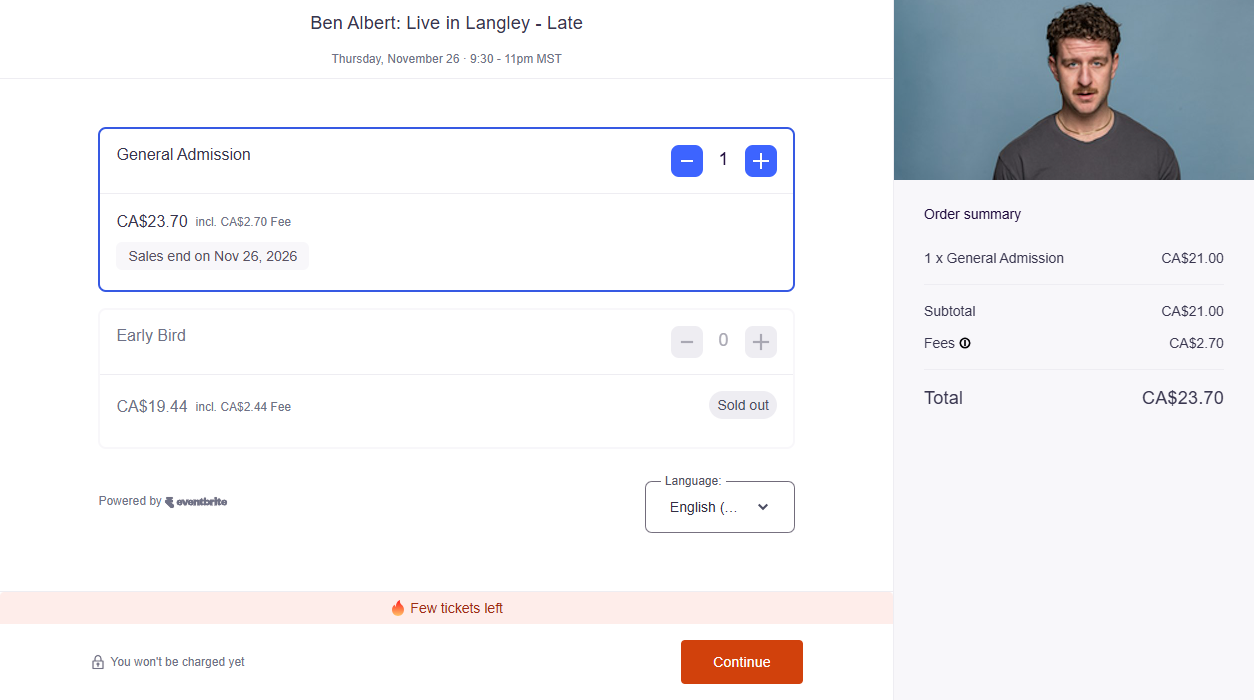 Ben Albert: Live in Langley - Late
Thursday, November 26 · 9:30 - 11pm MST
General Admission
1
CA$23.70 incl. CA$2.70 Fee
Sales end on Nov 26, 2026
Early Bird
0
CA$19.44 incl. CA$2.44 Fee
Sold out
Powered by eventbrite
Language:
English (...
Few tickets left
You won't be charged yet
Continue
Order summary
1 x General Admission CA$21.00
Subtotal CA$21.00
Fees CA$2.70
Total CA$23.70